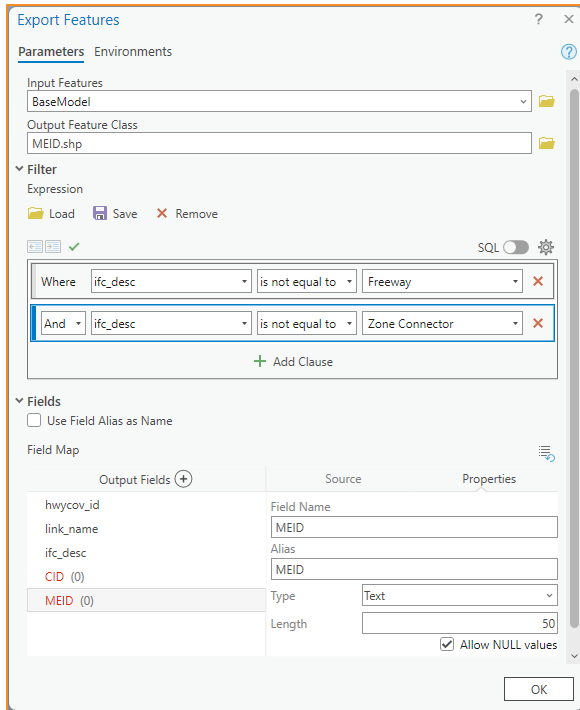 Export Features
? ×
Parameters Environments
?
Input Features
BaseModel
Output Feature Class
MEID.shp
Filter
Expression
Load Save Remove
SQL
Where ifc_desc is not equal to Freeway
And ifc_desc is not equal to Zone Connector
Add Clause
Fields
Use Field Alias as Name
Field Map
Output Fields Source Properties
hwycov_id
link_name
ifc_desc
CID (0)
MEID (0)
Field Name
MEID
Alias
MEID
Type Text
Length 50
Allow NULL values
OK